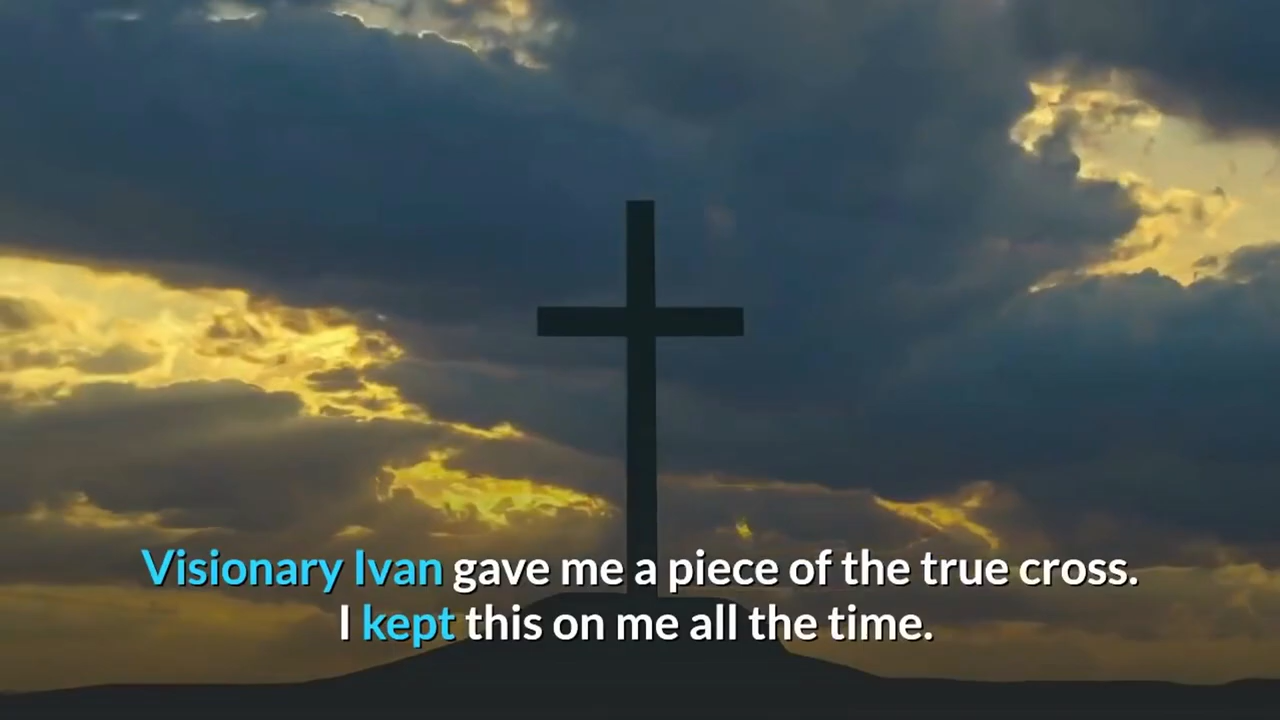 Visionary Ivan gave me a piece of the true cross.
I kept this on me all the time.